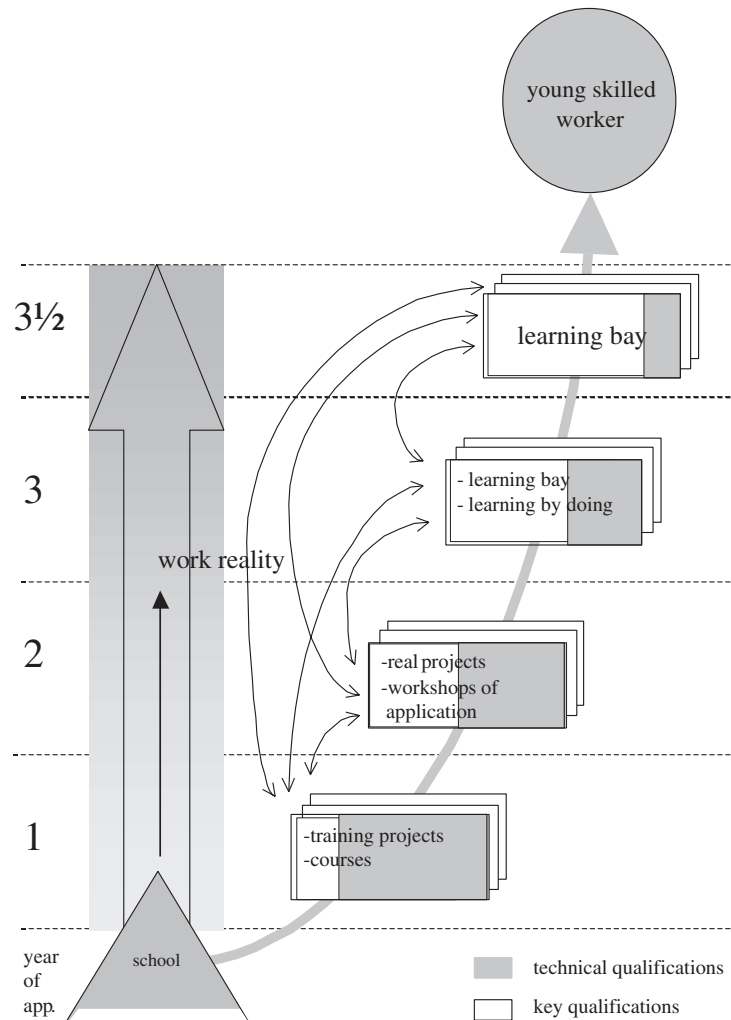 young skilled
worker
3½
learning bay
3
- learning bay
- learning by doing
work reality
2
-real projects
-workshops of
application
1
-training projects
-courses
year
of
app.
school
technical qualifications
key qualifications